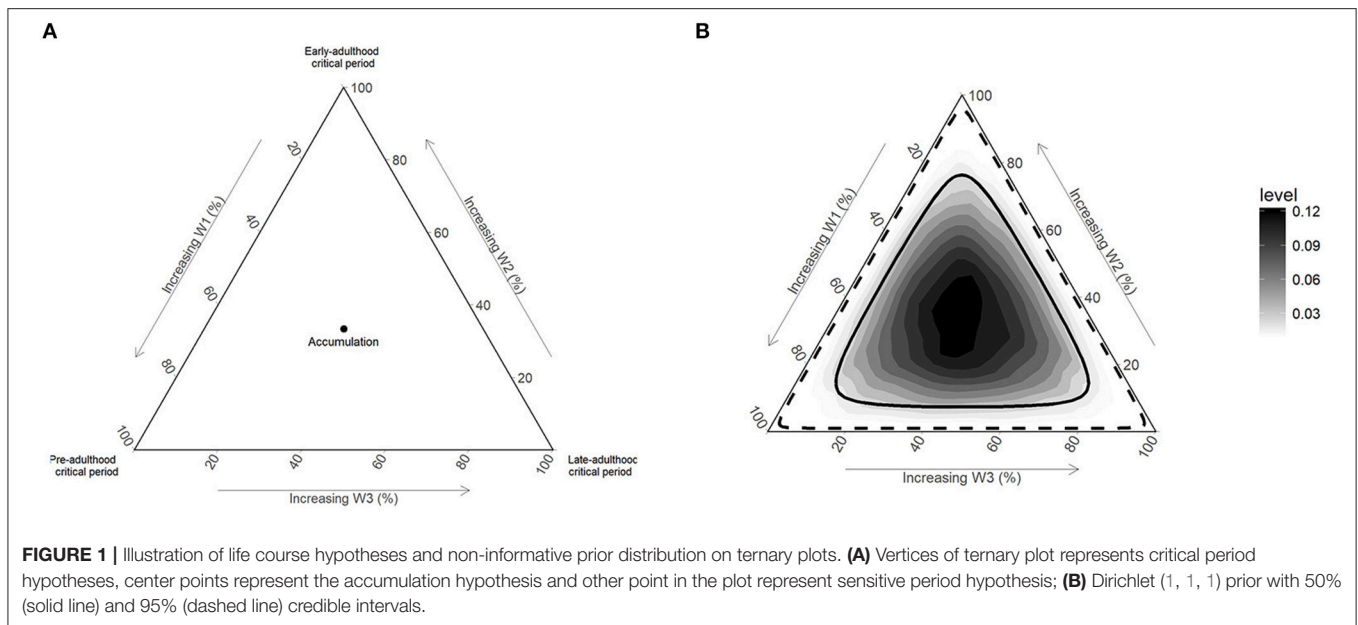 A
Early-adulthood
critical period
100
80
60
40
20
Increasing W2 (%)
20
40
60
80
100
Increasing W1 (%)
Accumulation
Pre-adulthood
critical period
20
40
60
80
100
Late-adulthood
critical period
Increasing W3 (%)
B
100
80
60
40
20
Increasing W2 (%)
20
40
60
80
100
Increasing W1 (%)
20
40
60
80
100
Increasing W3 (%)
level
0.12
0.09
0.06
0.03
FIGURE 1 | Illustration of life course hypotheses and non-informative prior distribution on ternary plots. (A) Vertices of ternary plot represents critical period
hypotheses, center points represent the accumulation hypothesis and other point in the plot represent sensitive period hypothesis; (B) Dirichlet (1, 1, 1) prior with 50%
(solid line) and 95% (dashed line) credible intervals.